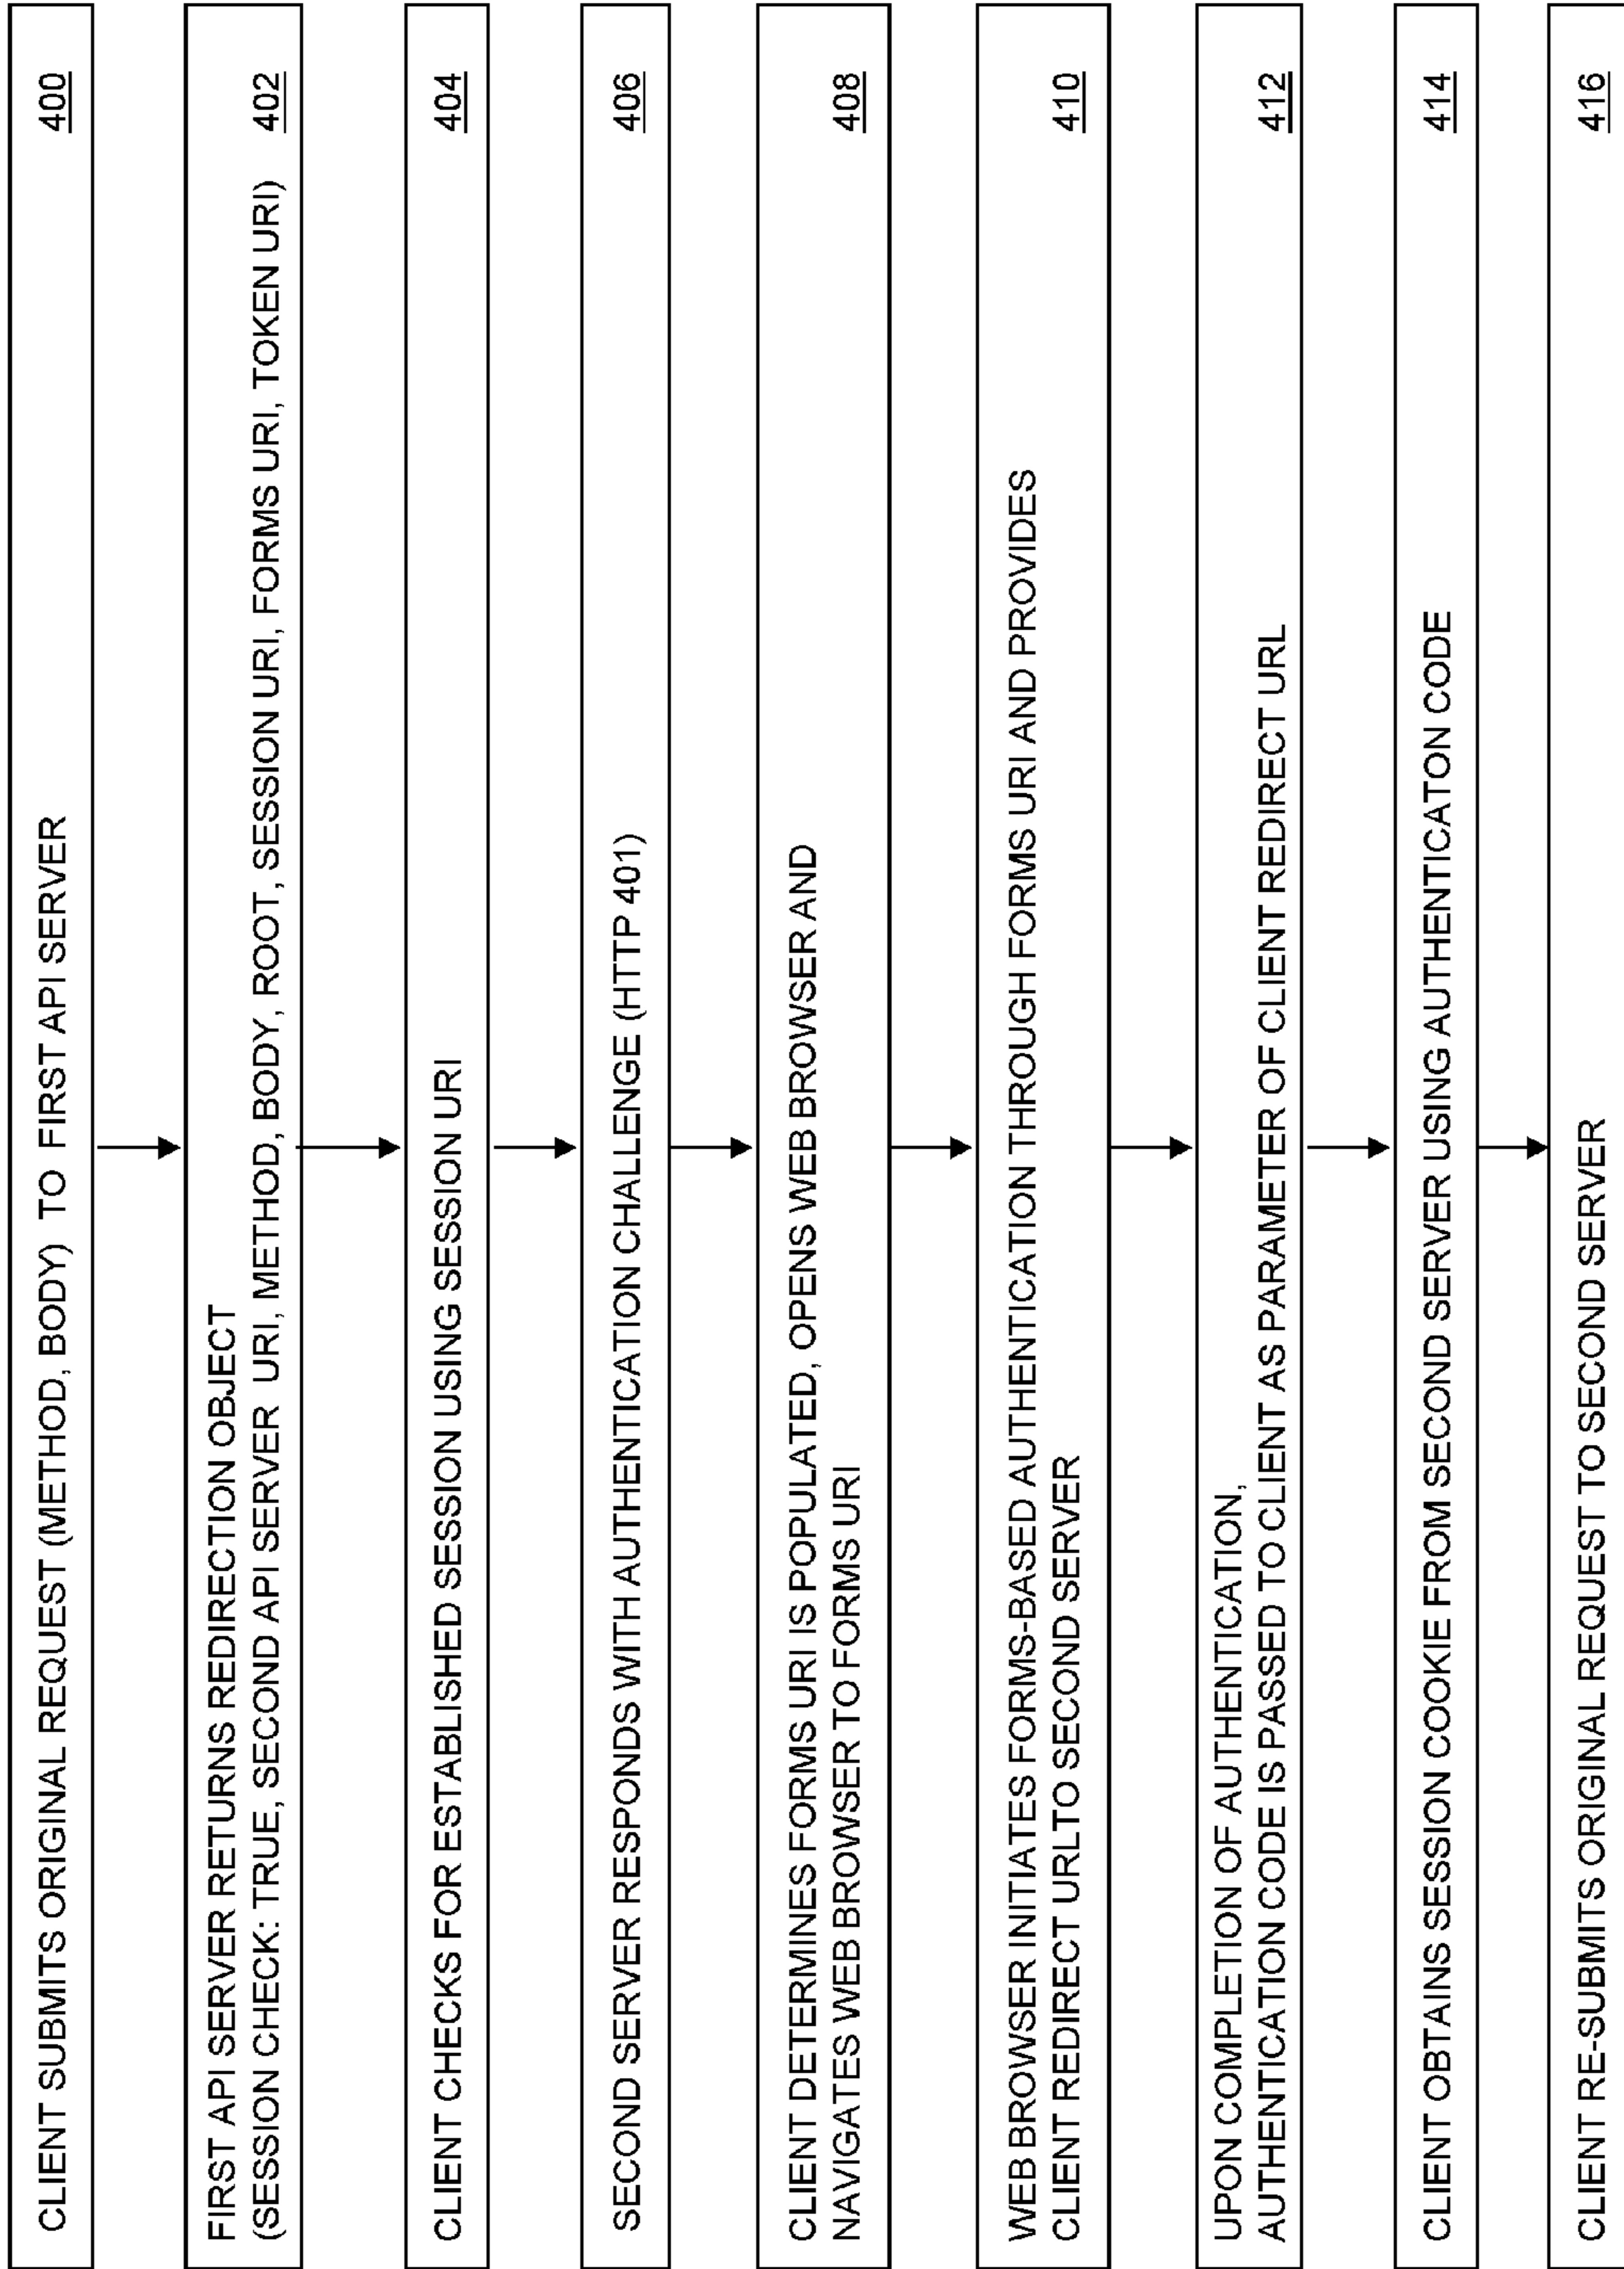 CLIENT SUBMITS ORIGINAL REQUEST (METHOD, BODY) TO FIRST API SERVER
400
FIRST API SERVER RETURNS REDIRECTION OBJECT
(SESSION CHECK: TRUE, SECOND API SERVER URI, METHOD, BODY, ROOT, SESSION URI, FORMS URI, TOKEN URI)
402
CLIENT CHECKS FOR ESTABLISHED SESSION USING SESSION URI
404
SECOND SERVER RESPONDS WITH AUTHENTICATION CHALLENGE (HTTP 401)
406
CLIENT DETERMINES FORMS URI IS POPULATED, OPENS WEB BROWSER AND
NAVIGATES WEB BROWSER TO FORMS URI
408
WEB BROWSER INITIATES FORMS-BASED AUTHENTICATION THROUGH FORMS URI AND PROVIDES
CLIENT REDIRECT URLTO SECOND SERVER
410
UPON COMPLETION OF AUTHENTICATION,
AUTHENTICATION CODE IS PASSED TO CLIENT AS PARAMETER OF CLIENT REDIRECT URL
412
CLIENT OBTAINS SESSION COOKIE FROM SECOND SERVER USING AUTHENTICATON CODE
414
CLIENT RE-SUBMITS ORIGINAL REQUEST TO SECOND SERVER
416